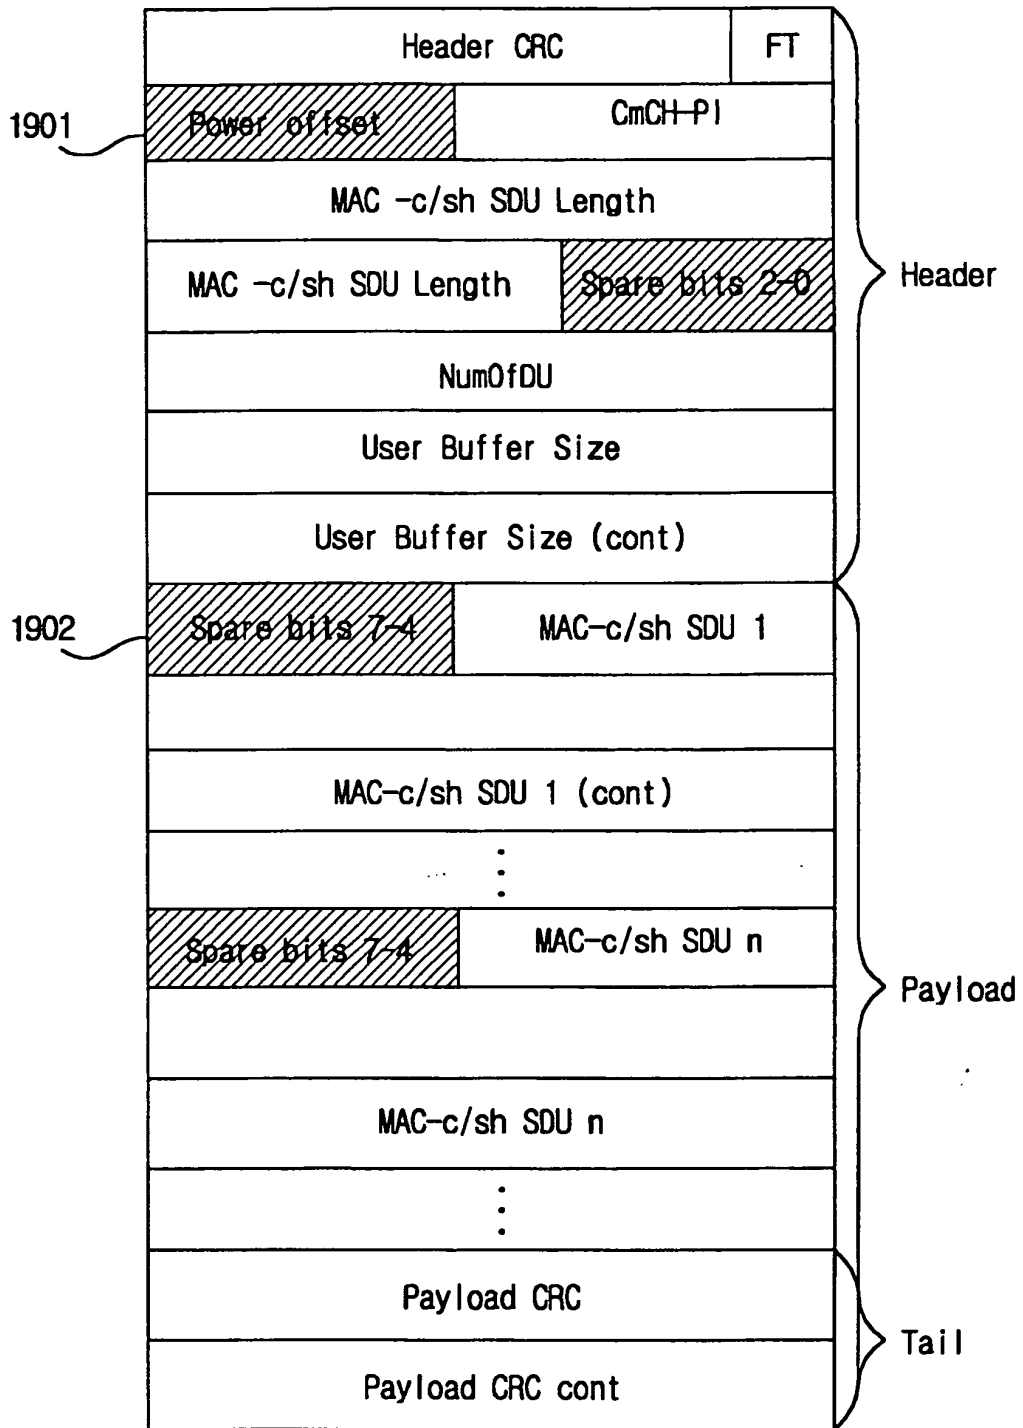 Header CRC FT
1901 Power offset CmCH-PI
MAC -c/sh SDU Length
MAC -c/sh SDU Length Spare bits 2-0
Header
NumOfDU
User Buffer Size
User Buffer Size (cont)
1902 Spare bits 7-4 MAC-c/sh SDU 1
MAC-c/sh SDU 1 (cont)
Spare bits 7-4 MAC-c/sh SDU n
Payload
MAC-c/sh SDU n
Payload CRC
Tail
Payload CRC cont